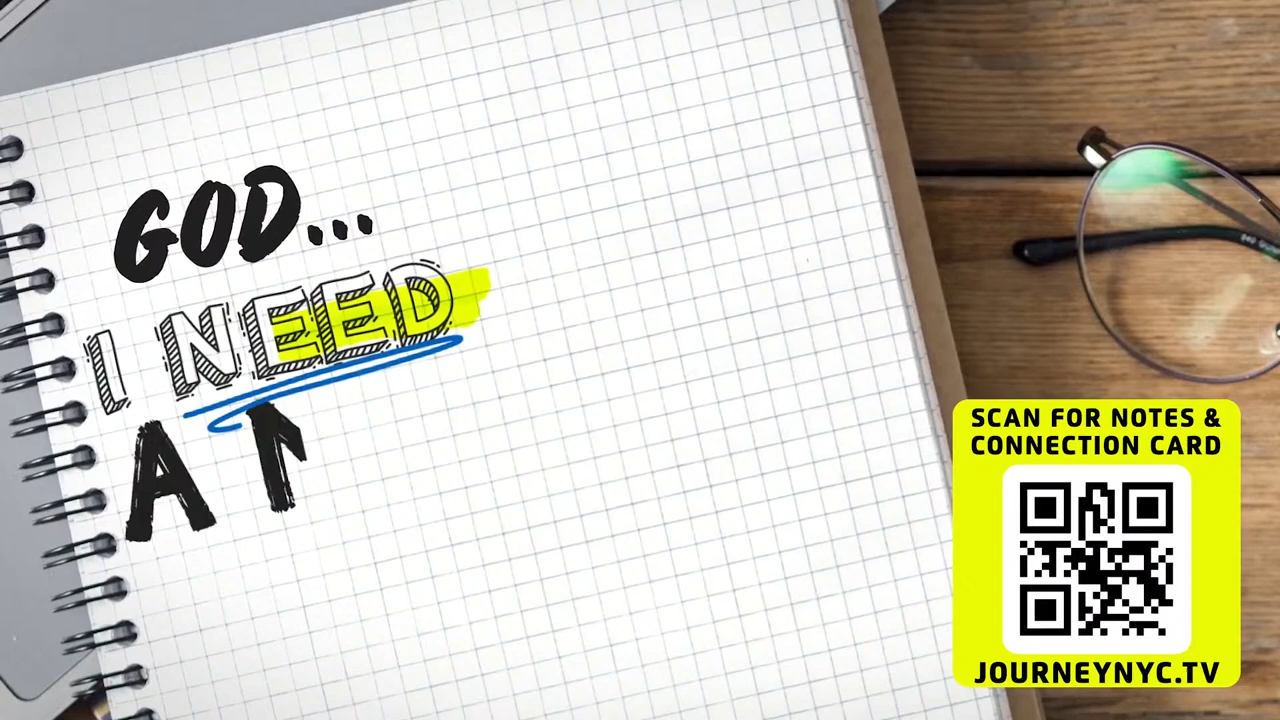 GOD...
I NEED
A
SCAN FOR NOTES &
CONNECTION CARD
JOURNEYNYC.TV